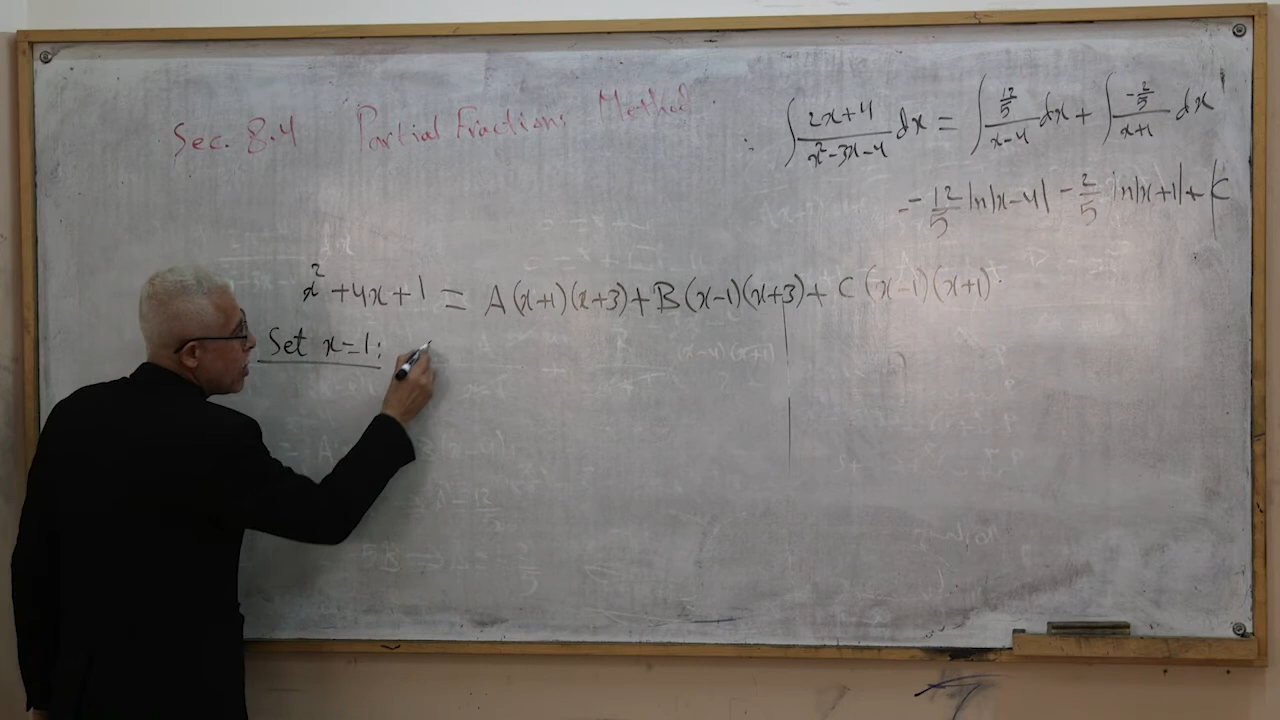 Sec. 8.4 Partial Fractions Method
∴ ∫ (2x+4)/(x²-3x-4) dx = ∫ (12/5)/(x-4) dx + ∫ (-2/5)/(x+1) dx
= 12/5 ln|x-4| - 2/5 ln|x+1| + C
x²+4x+1 = A(x+1)(x+3)+B(x-1)(x+3)+C(x-1)(x+1).
Set x=1: